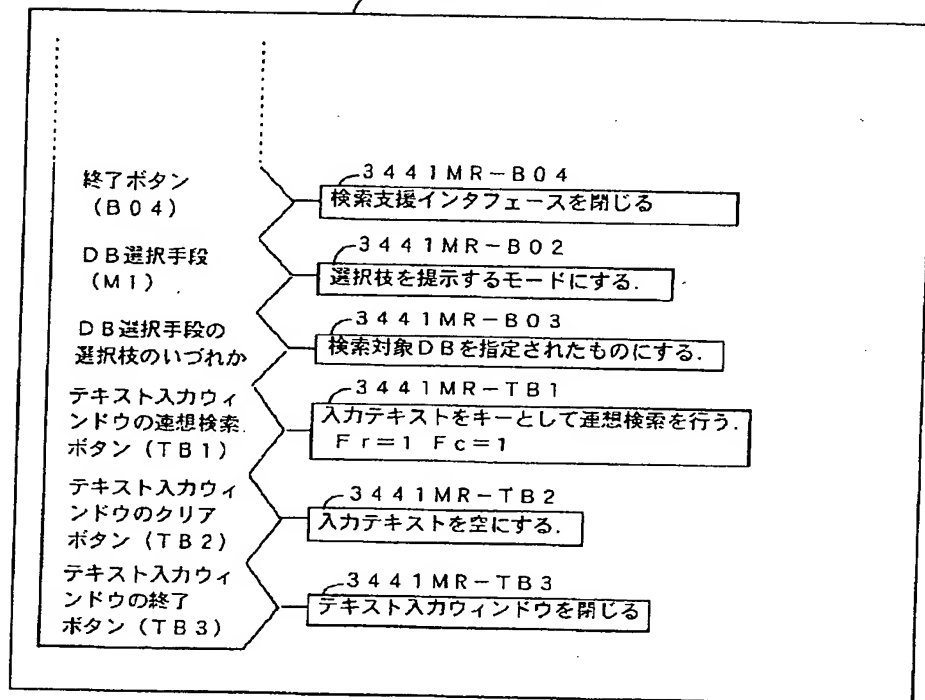 終了ボタン
(B04)
3441MR-B04
検索支援インタフェースを閉じる
DB選択手段
(M1)
3441MR-B02
選択枝を提示するモードにする.
DB選択手段の
選択枝のいづれか
3441MR-B03
検索対象DBを指定されたものにする.
テキスト入力ウィ
ンドウの連想検索
ボタン(TB1)
3441MR-TB1
入力テキストをキーとして連想検索を行う.
Fr=1 Fc=1
テキスト入力ウィ
ンドウのクリア
ボタン(TB2)
3441MR-TB2
入力テキストを空にする.
テキスト入力ウィ
ンドウの終了
ボタン(TB3)
3441MR-TB3
テキスト入力ウィンドウを閉じる